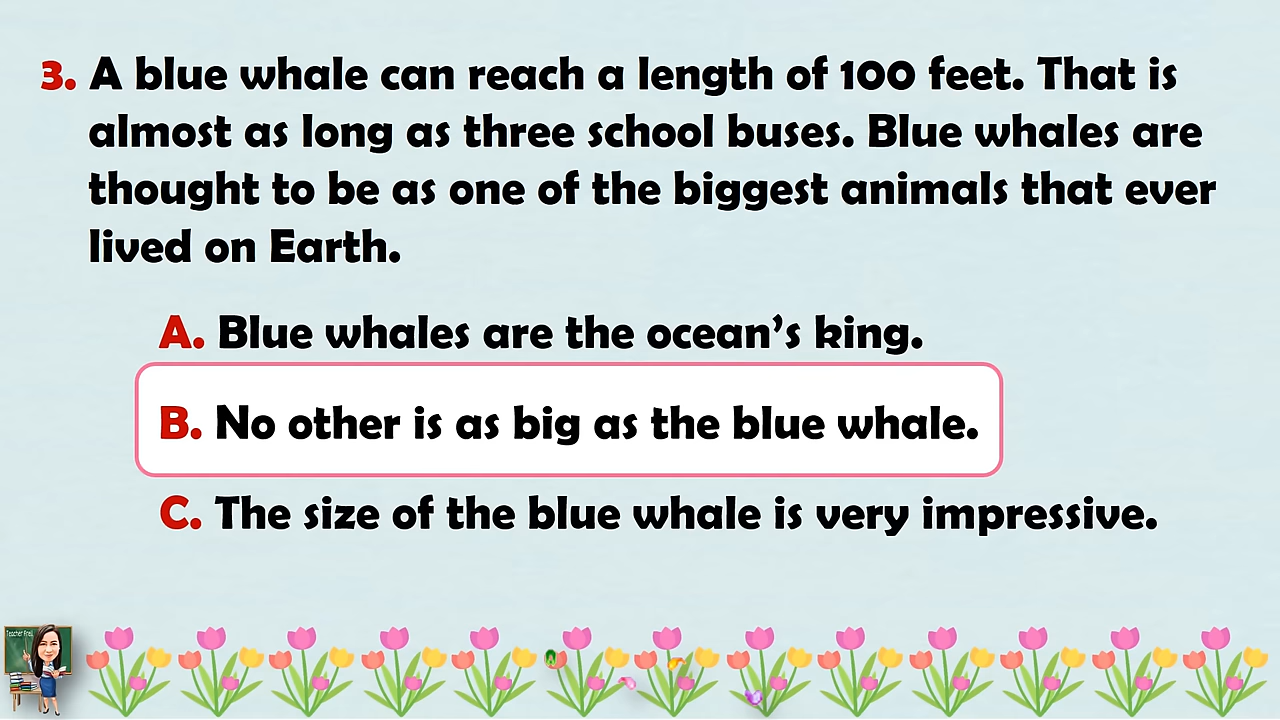 3. A blue whale can reach a length of 100 feet. That is
almost as long as three school buses. Blue whales are
thought to be as one of the biggest animals that ever
lived on Earth.
A. Blue whales are the ocean’s king.
B. No other is as big as the blue whale.
C. The size of the blue whale is very impressive.